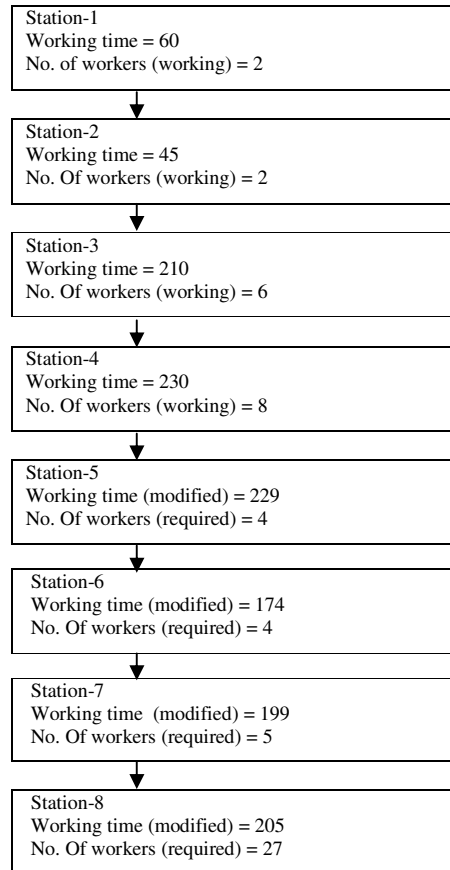 Station-1
Working time = 60
No. of workers (working) = 2
Station-2
Working time = 45
No. Of workers (working) = 2
Station-3
Working time = 210
No. Of workers (working) = 6
Station-4
Working time = 230
No. Of workers (working) = 8
Station-5
Working time (modified) = 229
No. Of workers (required) = 4
Station-6
Working time (modified) = 174
No. Of workers (required) = 4
Station-7
Working time (modified) = 199
No. Of workers (required) = 5
Station-8
Working time (modified) = 205
No. Of workers (required) = 27